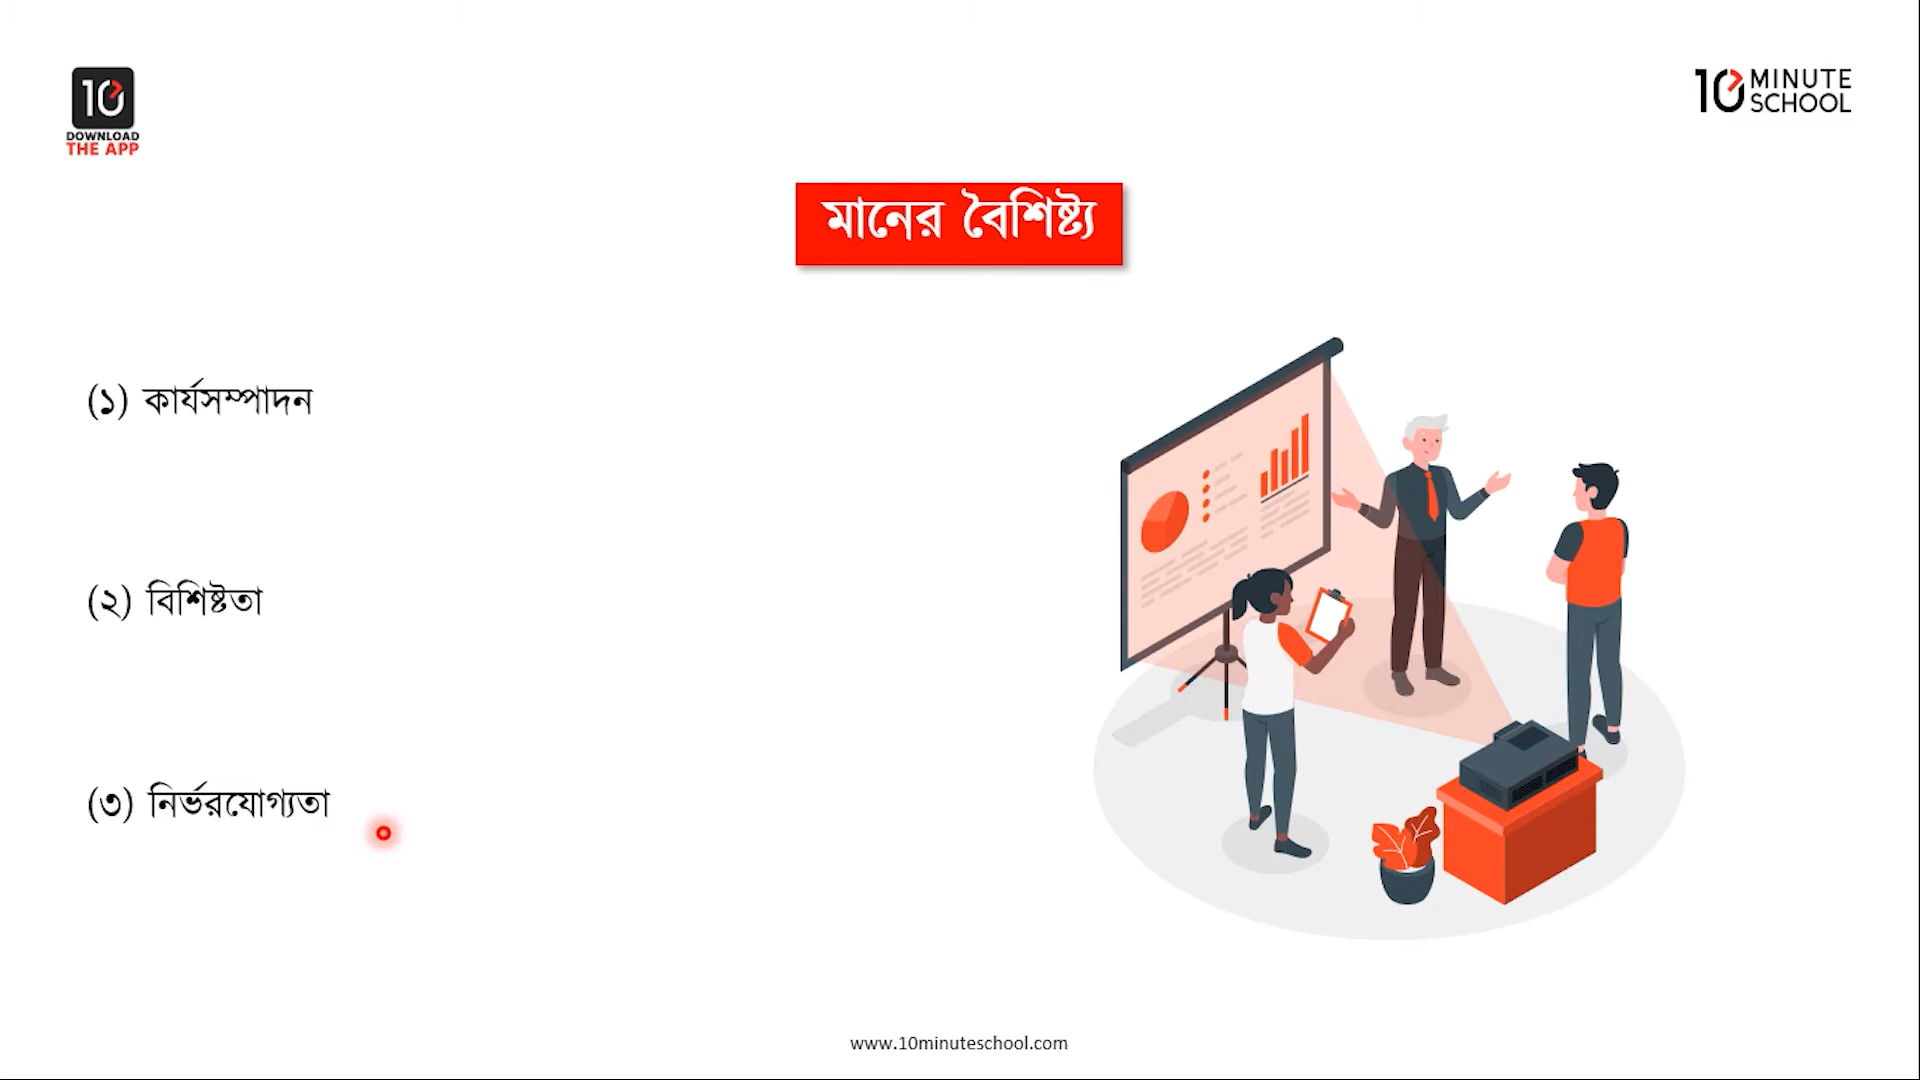 10
DOWNLOAD
THE APP
10 MINUTE
SCHOOL
মানের বৈশিষ্ট্য
(১) কার্যসম্পাদন
(২) বিশিষ্টতা
(৩) নির্ভরযোগ্যতা
www.10minuteschool.com